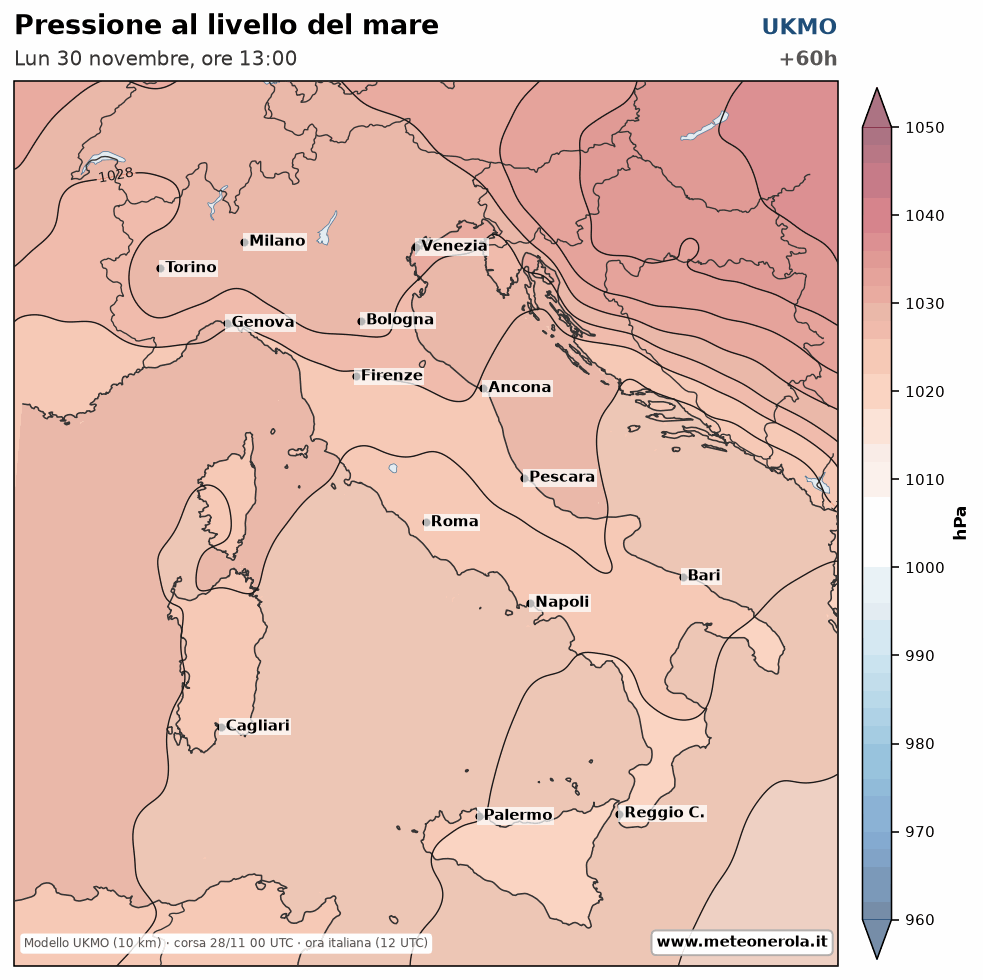 Pressione al livello del mare
UKMO
Lun 30 novembre, ore 13:00
+60h
1028
Milano
Venezia
Torino
Genova
Bologna
Firenze
Ancona
Pescara
Roma
Bari
Napoli
Cagliari
Palermo
Reggio C.
Modello UKMO (10 km) · corsa 28/11 00 UTC · ora italiana (12 UTC)
www.meteonerola.it
1050
1040
1030
1020
1010
1000
990
980
970
960
hPa